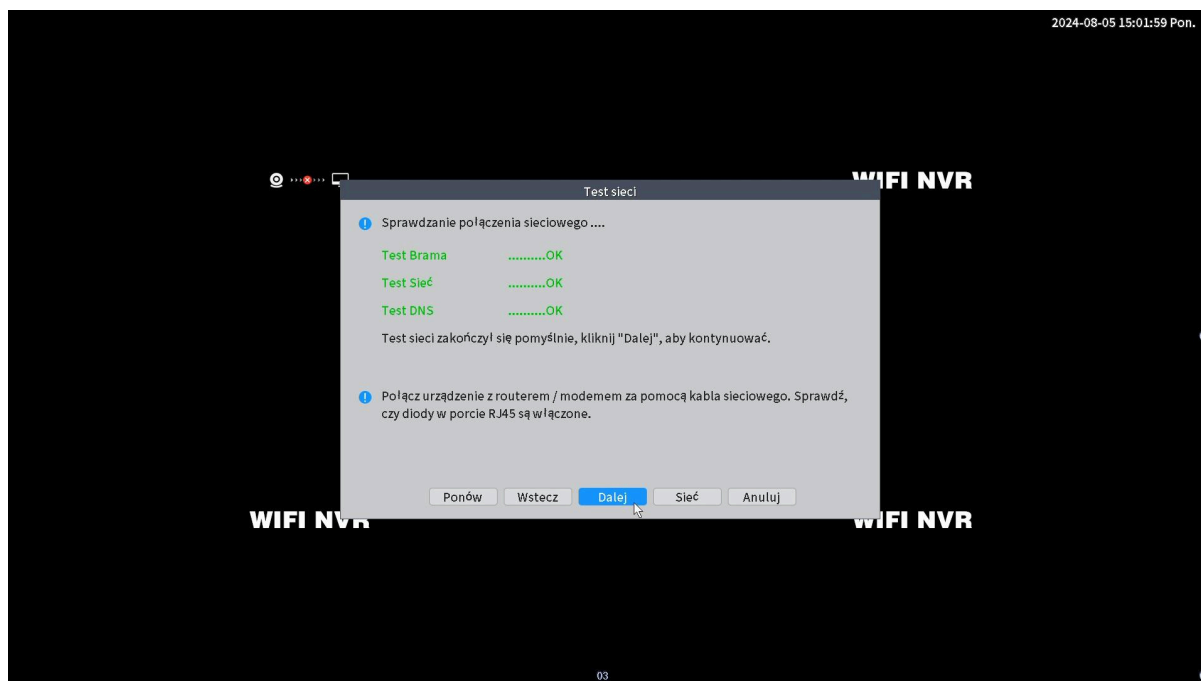 2024-08-05 15:01:59 Pon.
WIFI NVR
Test sieci
Sprawdzanie połączenia sieciowego ....
Test Brama ..........OK
Test Sieć ..........OK
Test DNS ..........OK
Test sieci zakończył się pomyślnie, kliknij "Dalej", aby kontynuować.
Połącz urządzenie z routerem / modemem za pomocą kabla sieciowego. Sprawdź,
czy diody w porcie RJ45 są włączone.
Ponów Wstecz Dalej Sieć Anuluj
WIFI NVR WIFI NVR
03